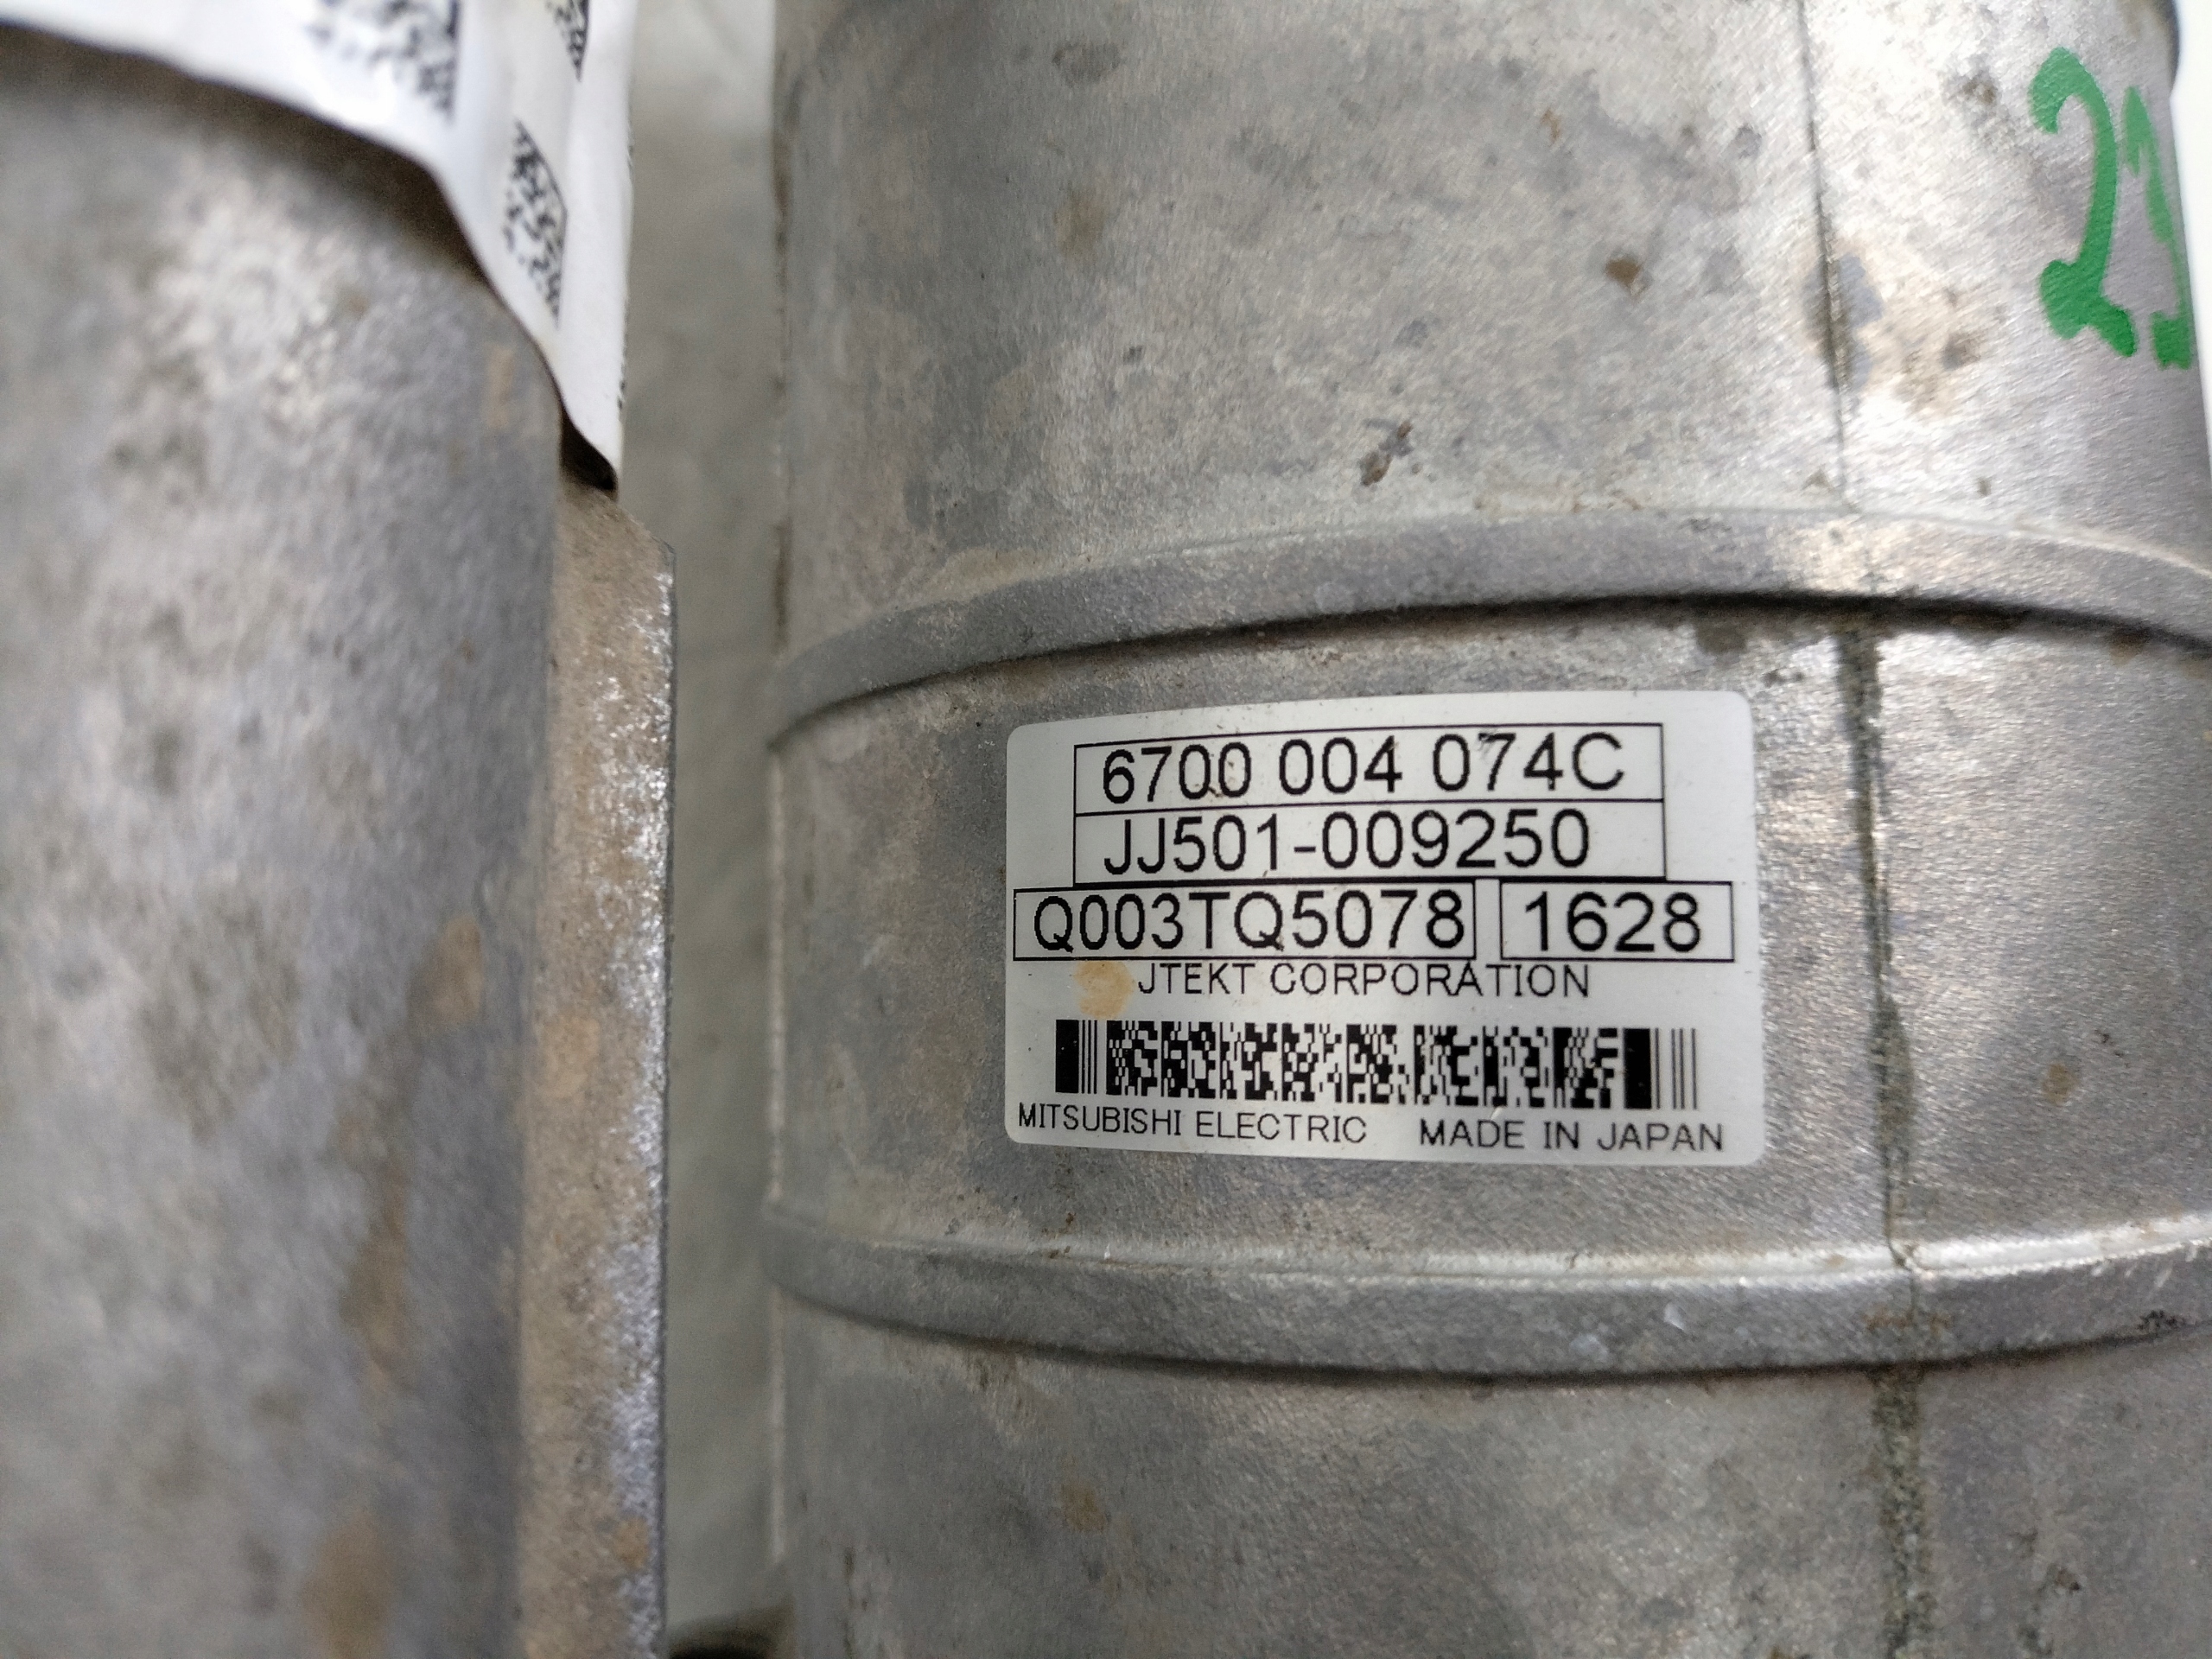 6700 004 074C
JJ501-009250
Q003TQ5078 1628
JTEKT CORPORATION
MITSUBISHI ELECTRIC MADE IN JAPAN